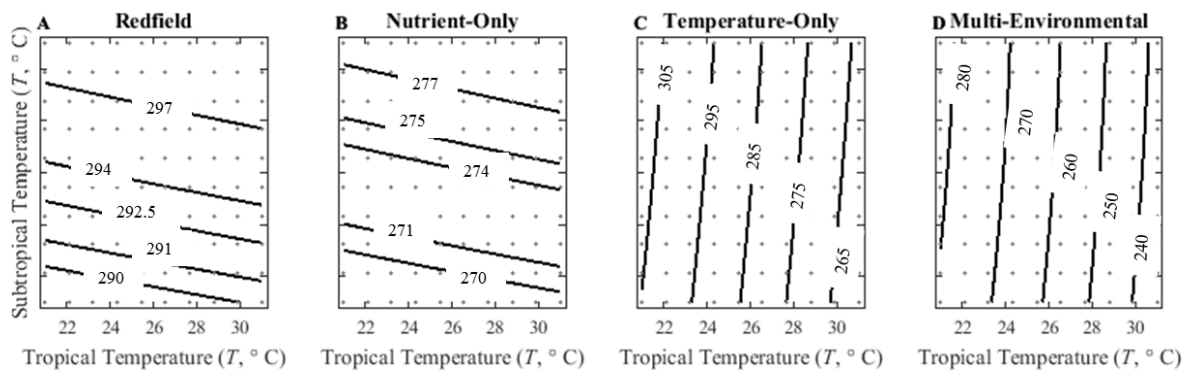 A Redfield
B Nutrient-Only
C Temperature-Only
D Multi-Environmental
Subtropical Temperature (T, ° C)
297
294
292.5
291
290
277
275
274
271
270
305
295
285
275
265
280
270
260
250
240
22 24 26 28 30
22 24 26 28 30
22 24 26 28 30
22 24 26 28 30
Tropical Temperature (T, ° C)
Tropical Temperature (T, ° C)
Tropical Temperature (T, ° C)
Tropical Temperature (T, ° C)